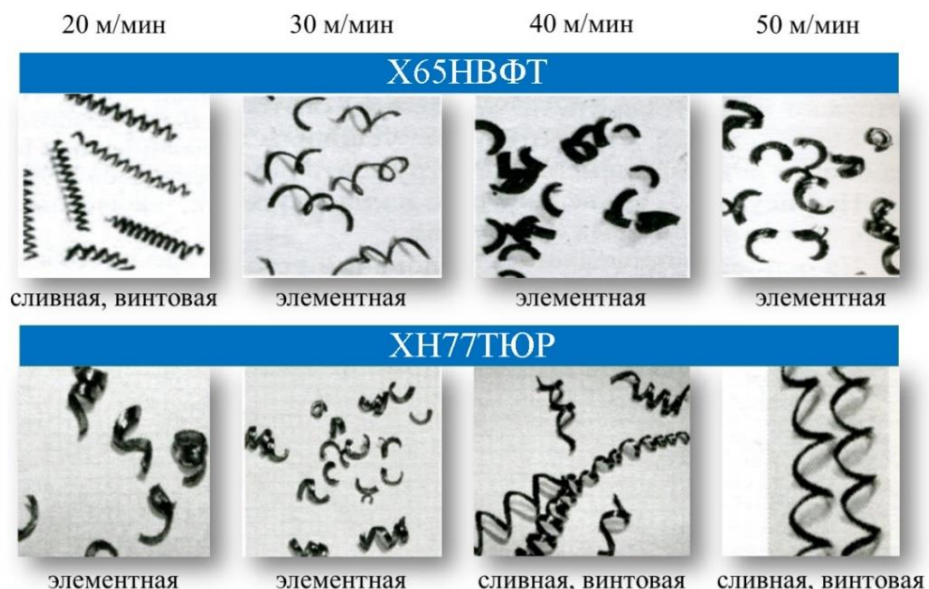 20 м/мин 30 м/мин 40 м/мин 50 м/мин
Х65НВФТ
сливная, винтовая элементная элементная элементная
ХН77ТЮР
элементная элементная сливная, винтовая сливная, винтовая